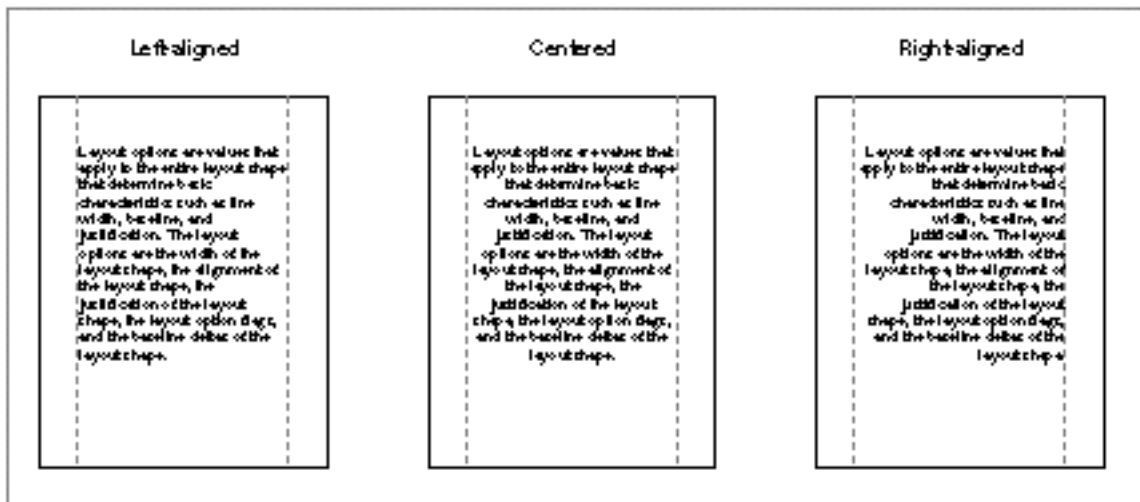 Left-aligned
Centered
Right-aligned
Layout options are values that
apply to the entire layout shape
that determine basic
characteristics such as line
width, baseline, and
justification. The layout
options are the width of the
layout shape, the alignment of
the layout shape, the
justification of the layout
shape, the layout option flags,
and the baseline deltas of the
layout shape.
Layout options are values that
apply to the entire layout shape
that determine basic
characteristics such as line
width, baseline, and
justification. The layout
options are the width of the
layout shape, the alignment of
the layout shape, the
justification of the layout
shape, the layout option flags,
and the baseline deltas of the
layout shape.
Layout options are values that
apply to the entire layout shape
that determine basic
characteristics such as line
width, baseline, and
justification. The layout
options are the width of the
layout shape, the alignment of
the layout shape, the
justification of the layout
shape, the layout option flags,
and the baseline deltas of the
layout shape